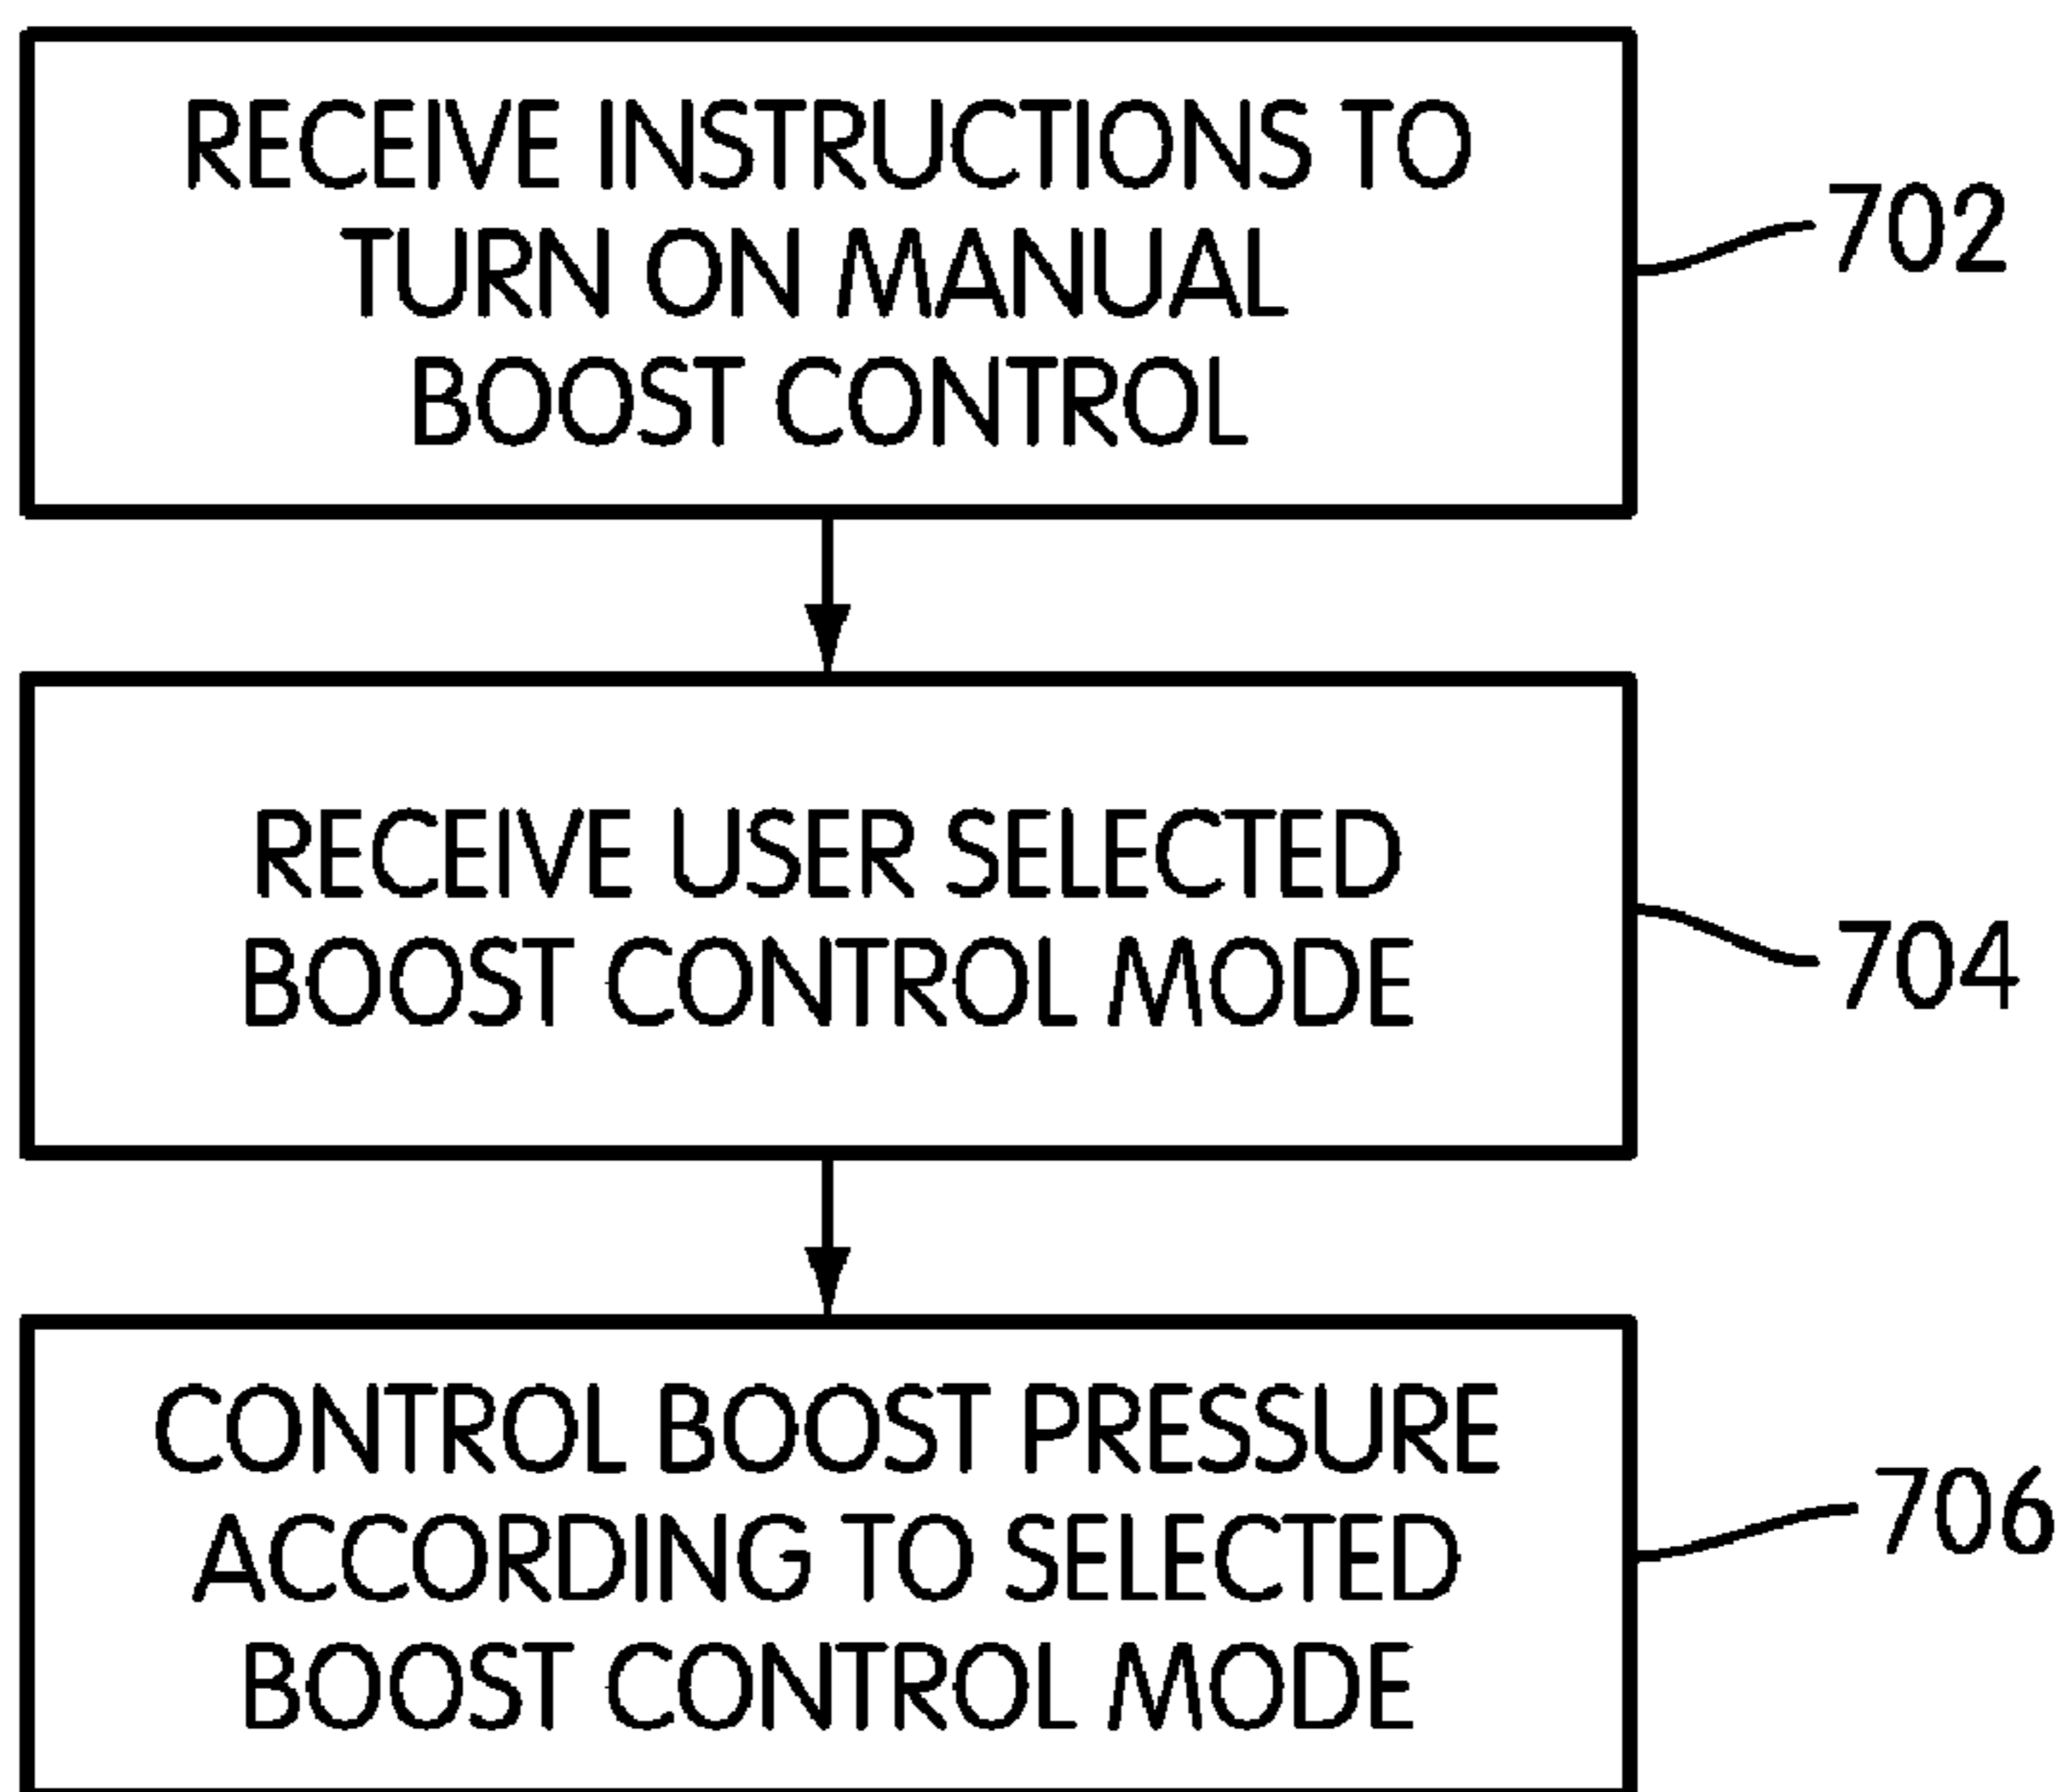 RECEIVE INSTRUCTIONS TO
TURN ON MANUAL
BOOST CONTROL
702
RECEIVE USER SELECTED
BOOST CONTROL MODE
704
CONTROL BOOST PRESSURE
ACCORDING TO SELECTED
BOOST CONTROL MODE
706